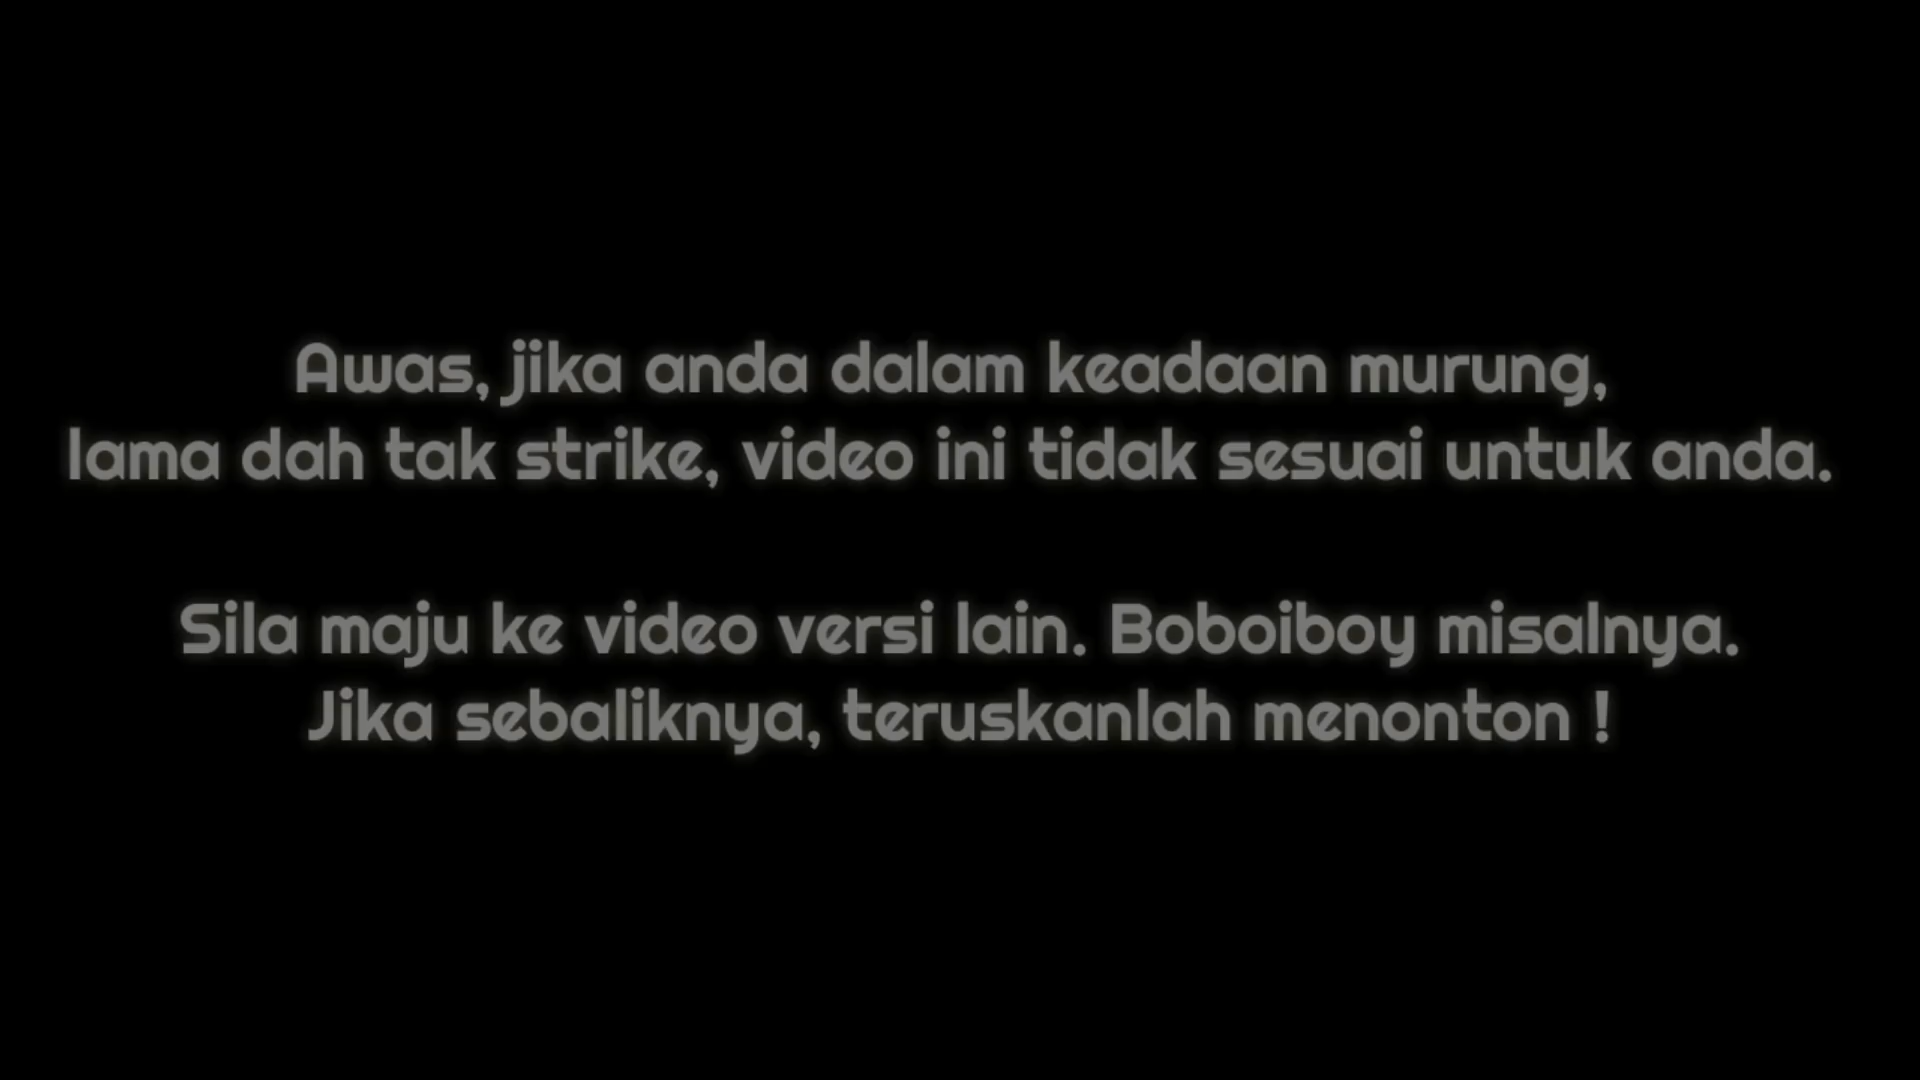 Awas, jika anda dalam keadaan murung,
lama dah tak strike, video ini tidak sesuai untuk anda.
Sila maju ke video versi lain. Boboiboy misalnya.
Jika sebaliknya, teruskanlah menonton !